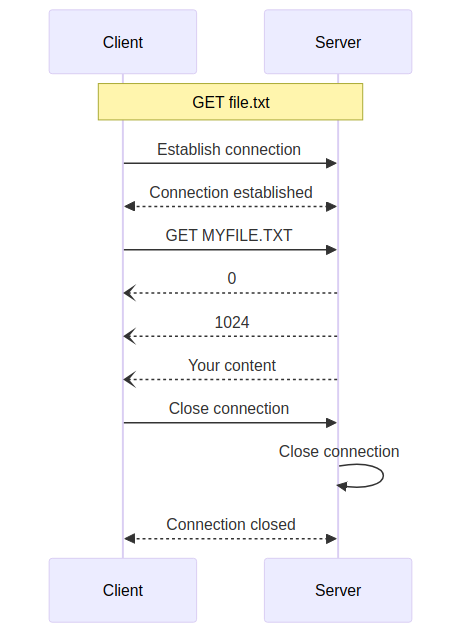 Client
Server
GET file.txt
Establish connection
Connection established
GET MYFILE.TXT
0
1024
Your content
Close connection
Close connection
Connection closed
Client
Server